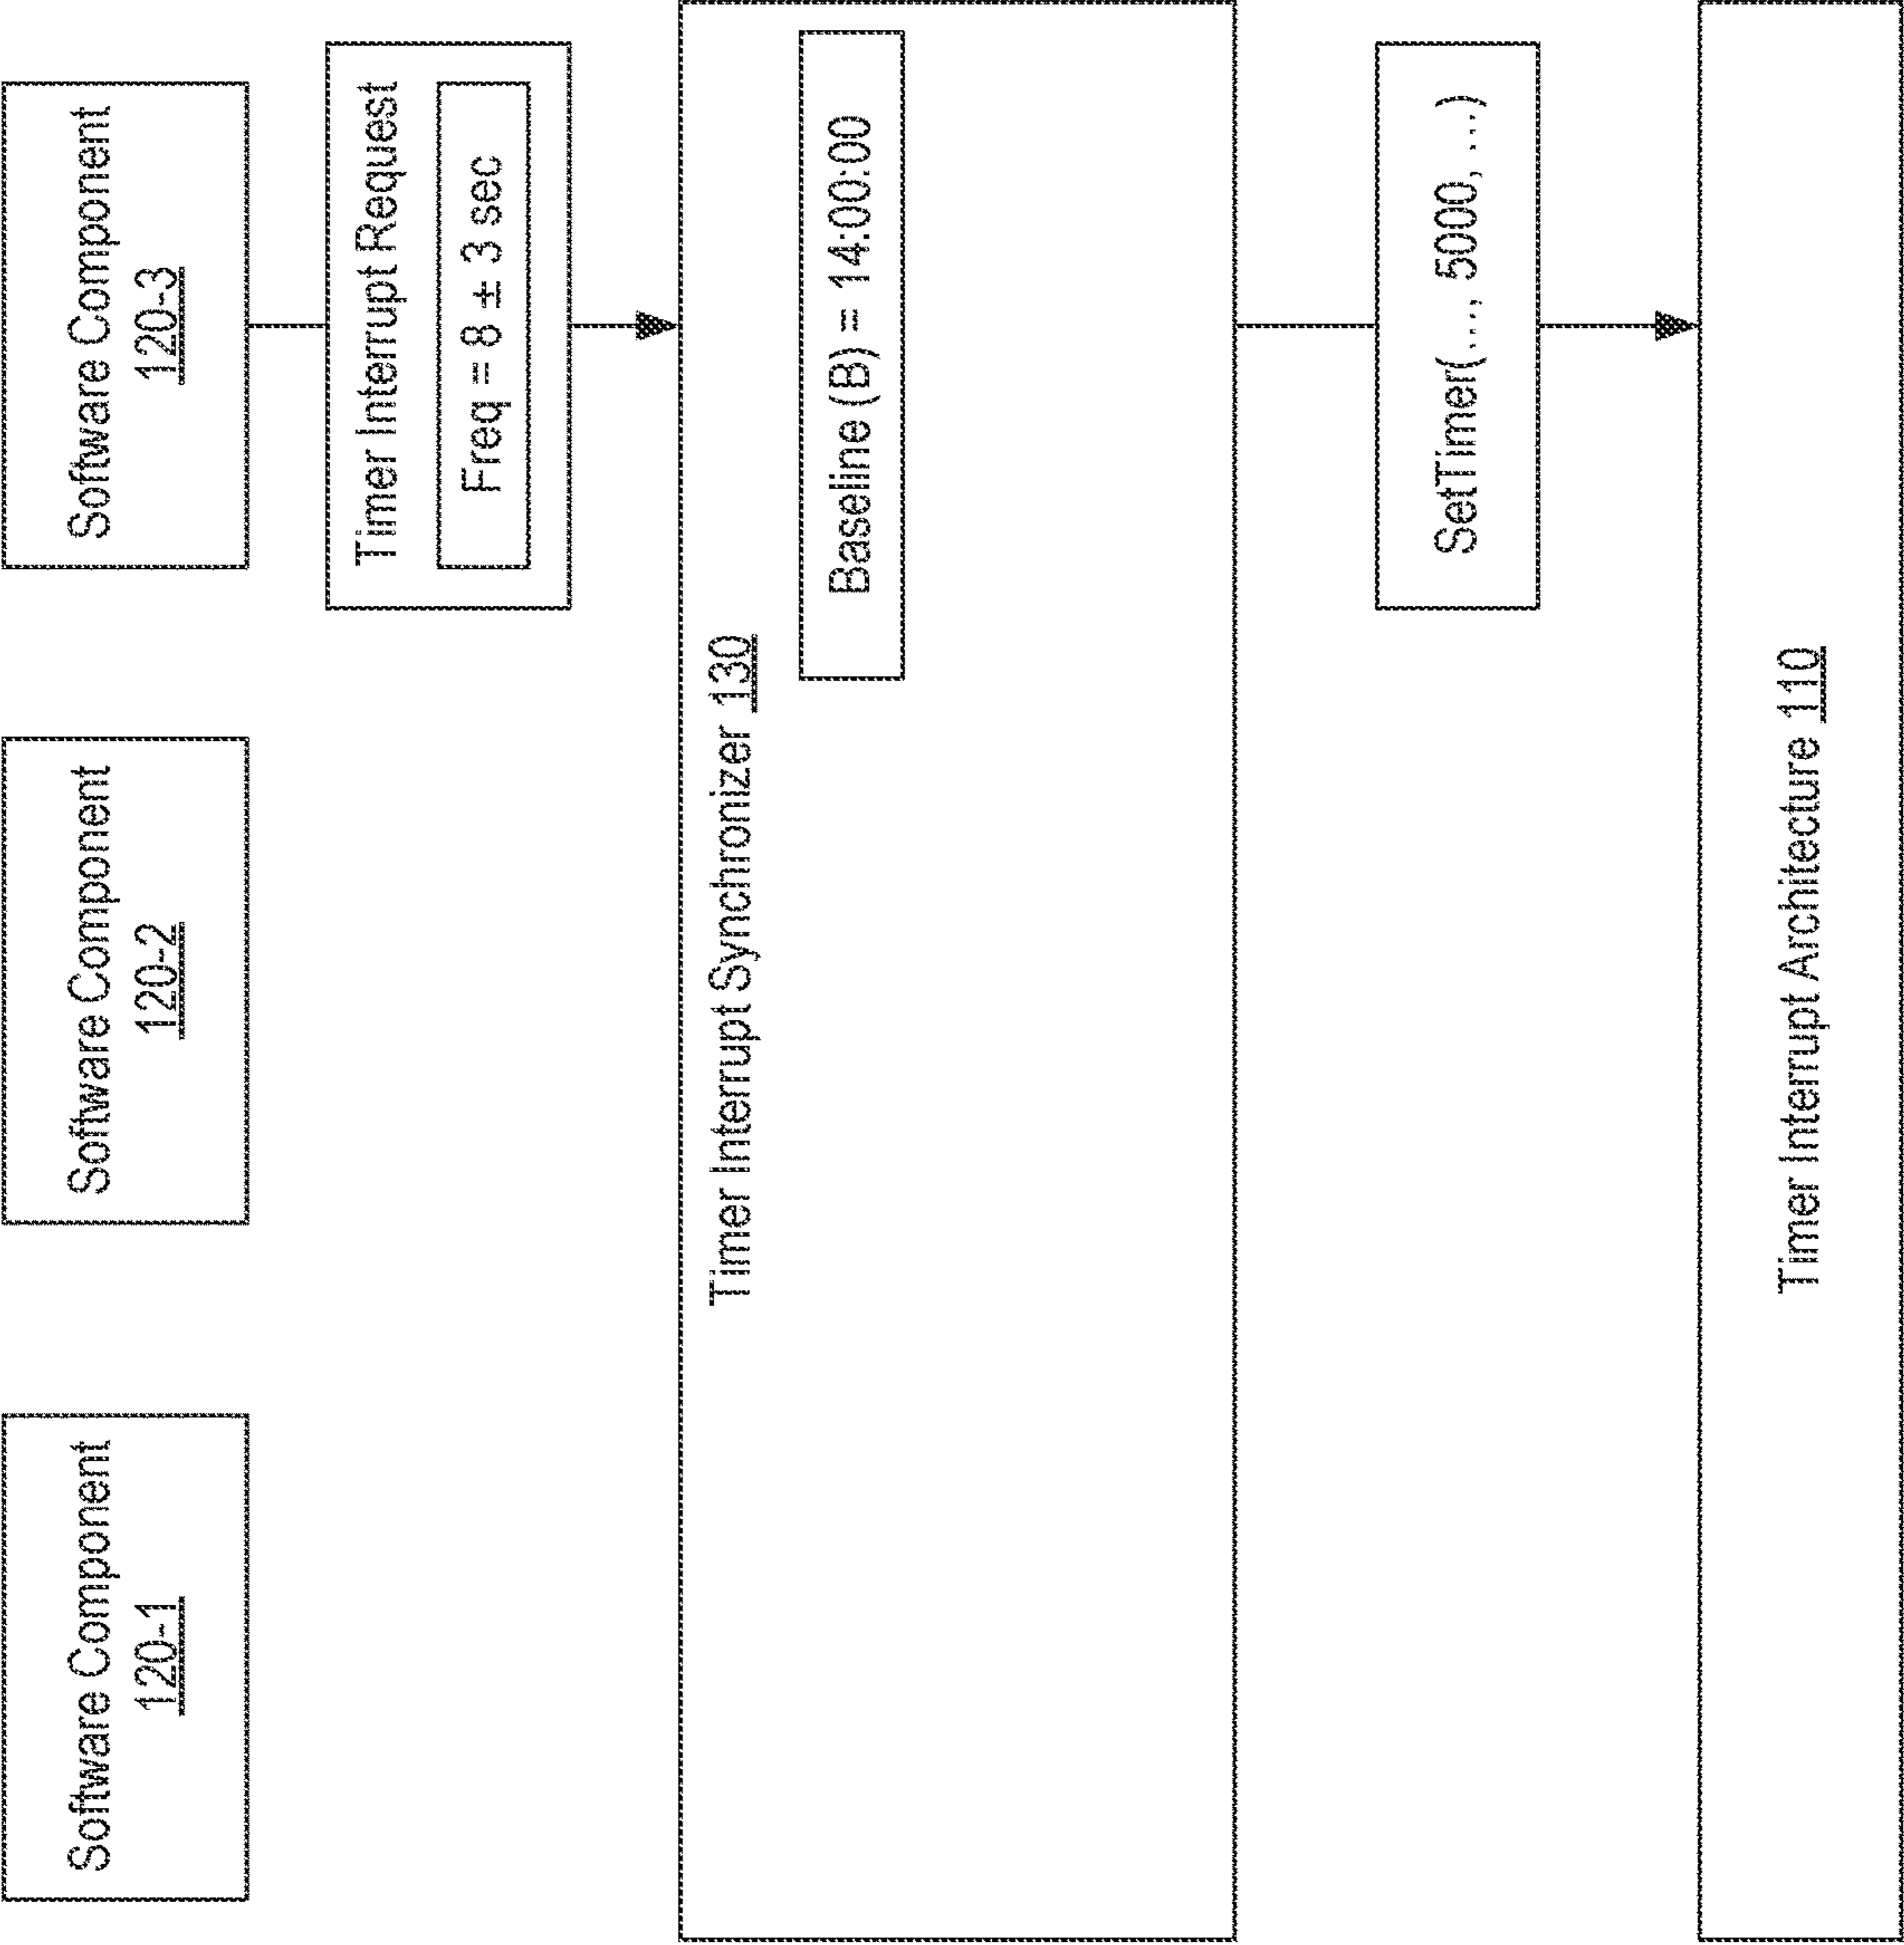 Software Component
120-1
Software Component
120-2
Software Component
120-3
Timer Interrupt Request
Freq = 8 ± 3 sec
Timer Interrupt Synchronizer 130
Baseline (B) = 14:00:00
SetTimer(..., 5000, ...)
Timer Interrupt Architecture 110